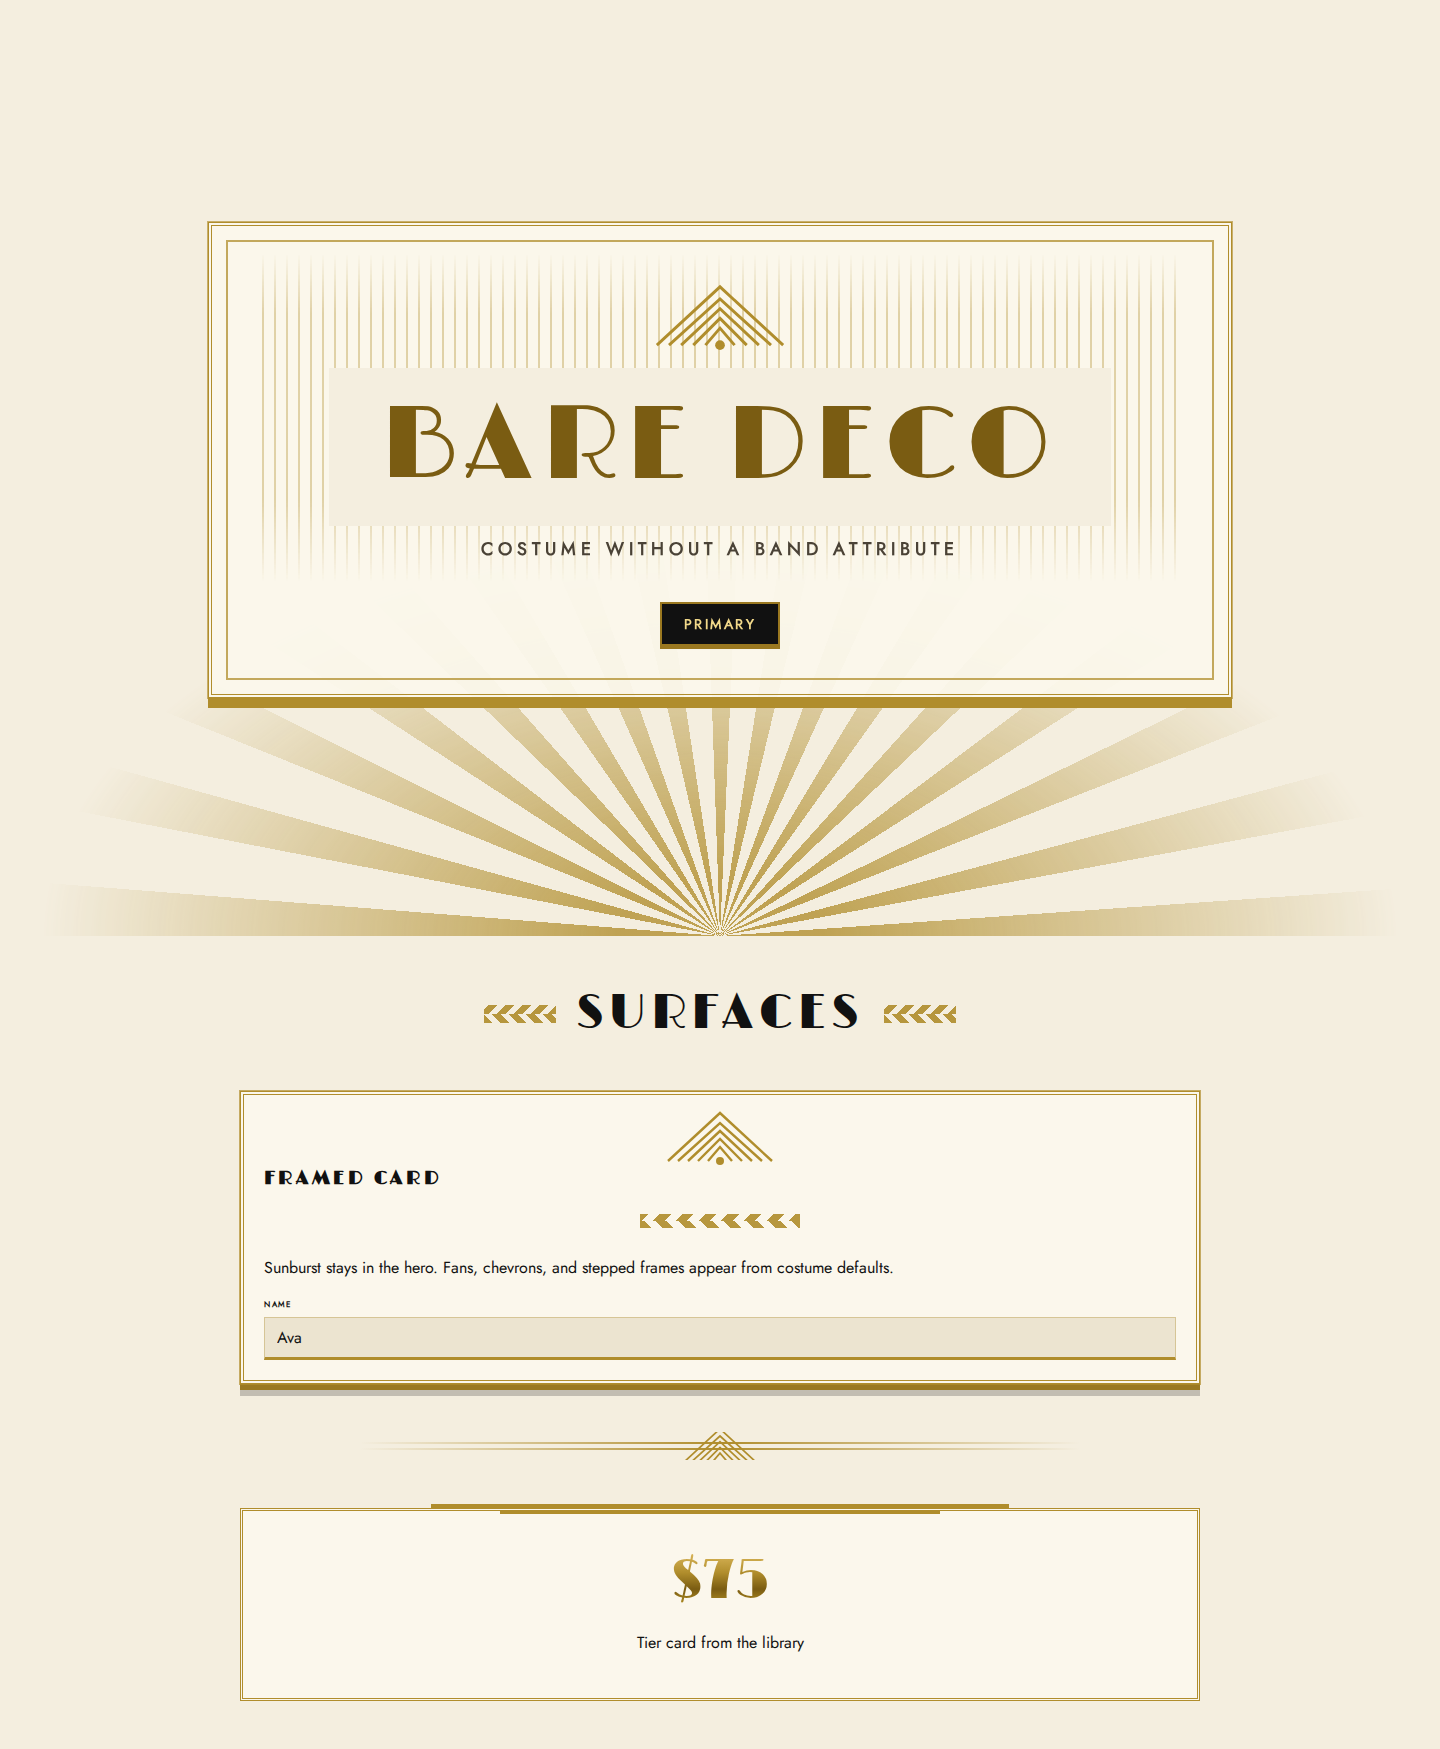 BARE DECO
COSTUME WITHOUT A BAND ATTRIBUTE
PRIMARY
SURFACES
FRAMED CARD
Sunburst stays in the hero. Fans, chevrons, and stepped frames appear from costume defaults.
NAME
Ava
$75
Tier card from the library